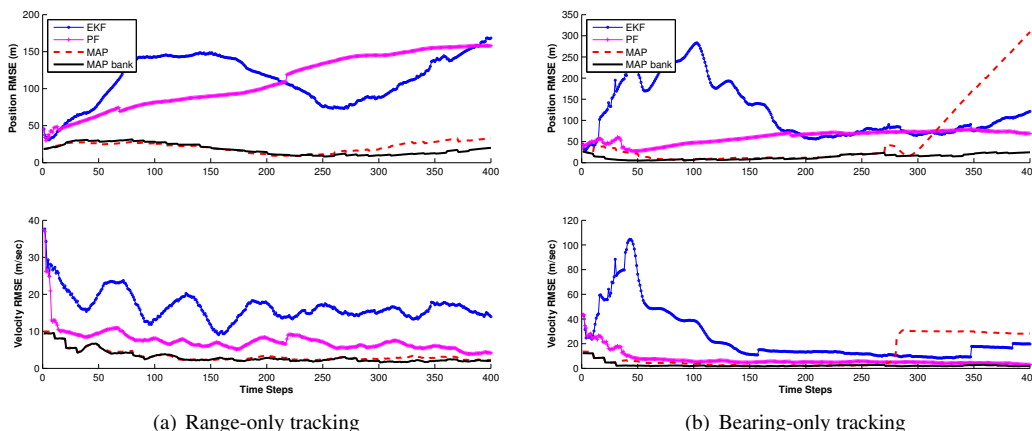 200
150
100
50
0
Position RMSE (m)
EKF
PF
MAP
MAP bank
0 50 100 150 200 250 300 350 400
40
30
20
10
0
Velocity RMSE (m/sec)
0 50 100 150 200 250 300 350 400
Time Steps
(a) Range-only tracking
350
300
250
200
150
100
50
0
Position RMSE (m)
EKF
PF
MAP
MAP bank
0 50 100 150 200 250 300 350
120
100
80
60
40
20
0
Velocity RMSE (m/sec)
0 50 100 150 200 250 300 350
Time Steps
(b) Bearing-only tracking